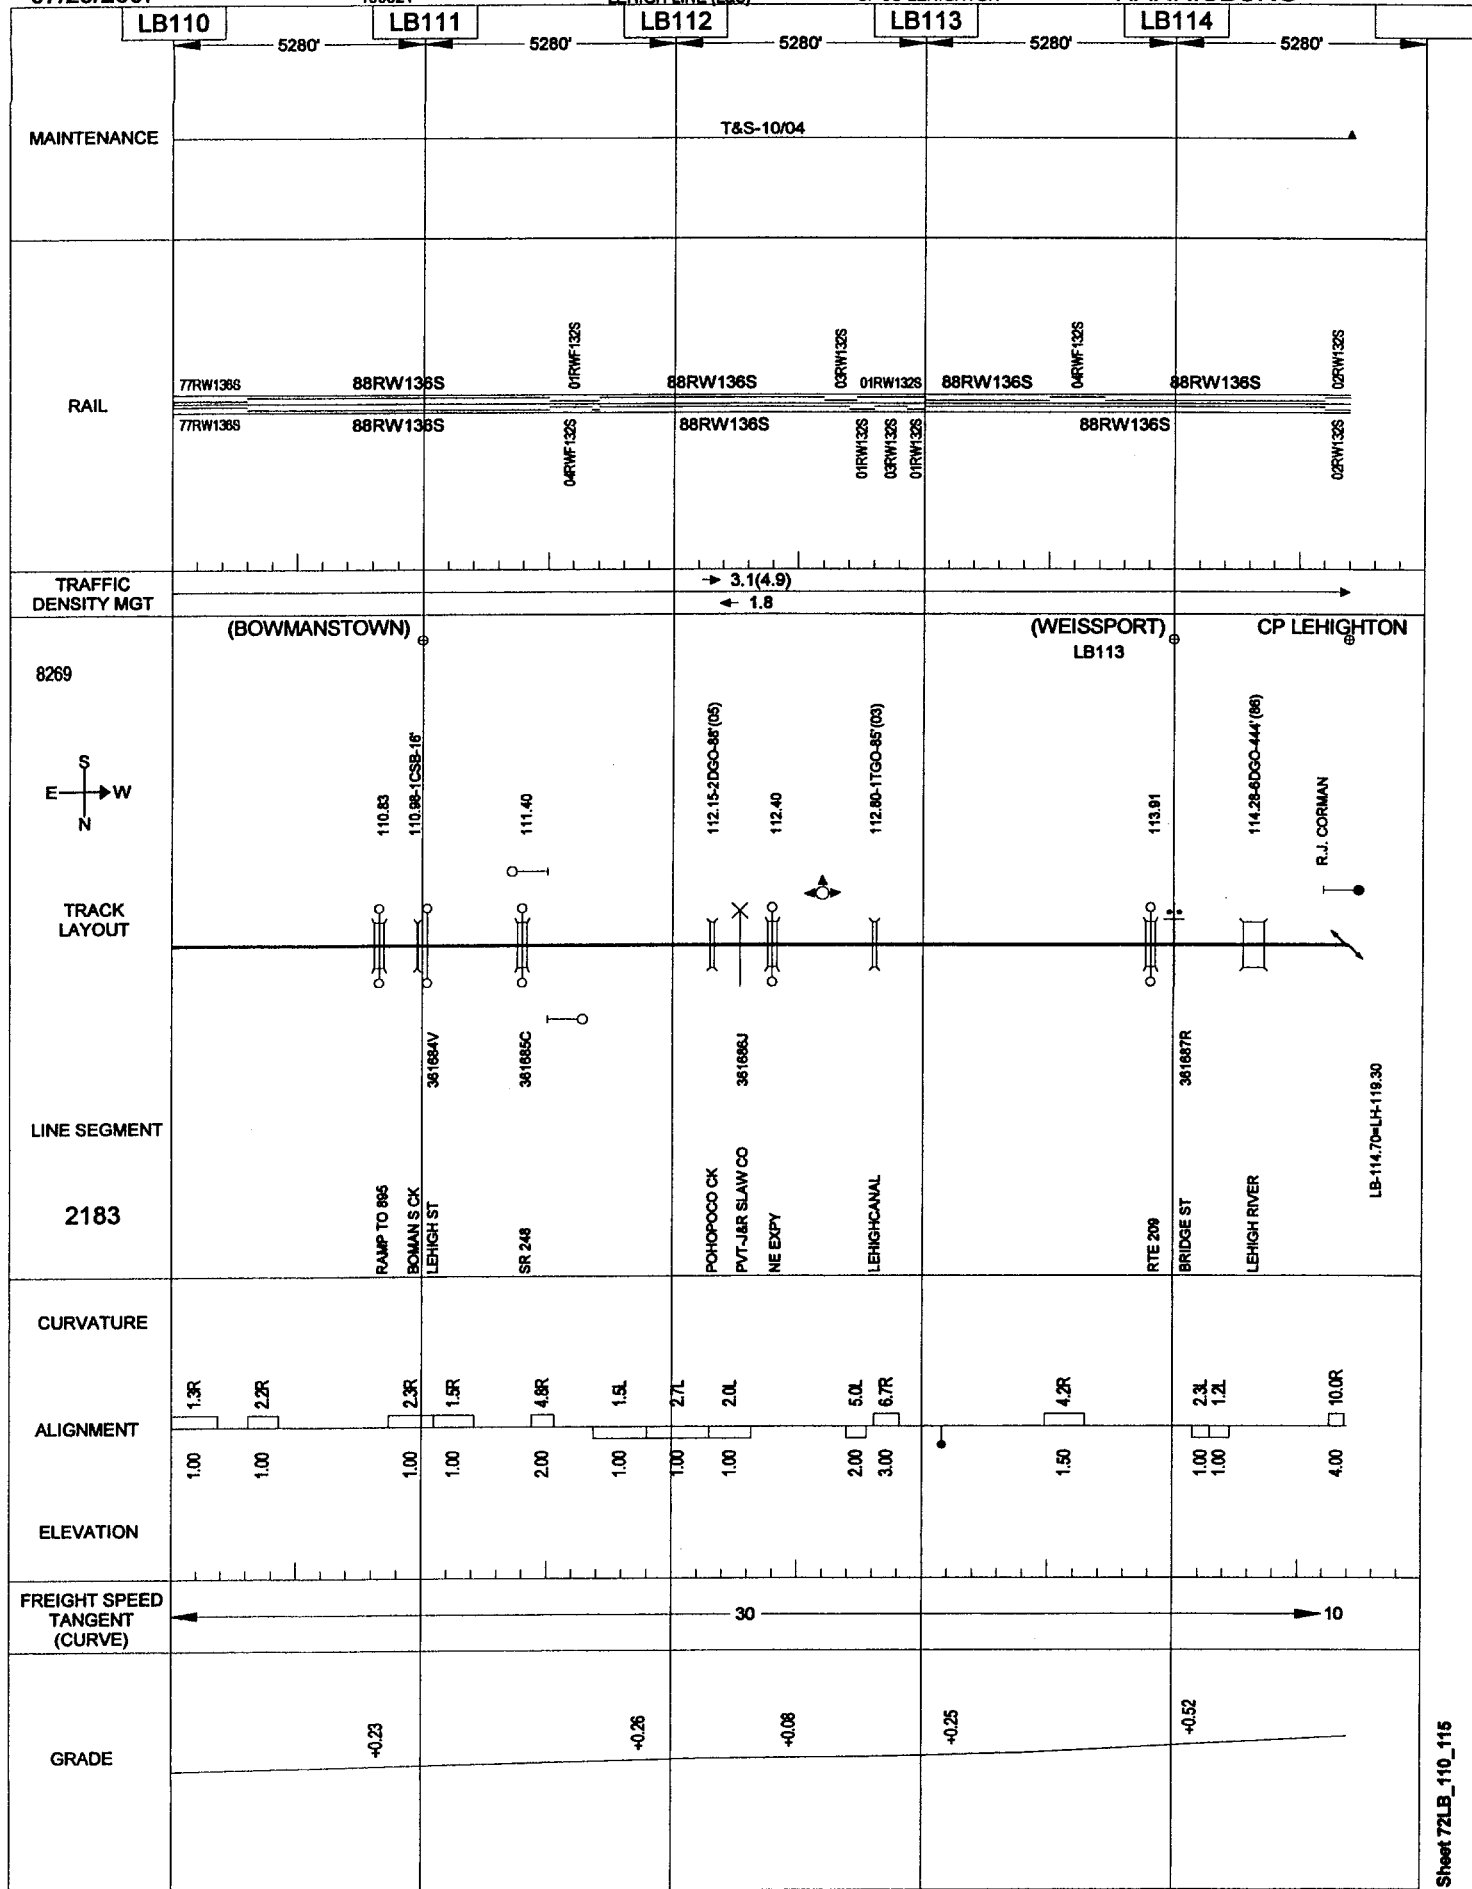 LB110 LB111 LB112 LB113 LB114
5280' 5280' 5280' 5280' 5280'
MAINTENANCE
T&S-10/04
RAIL
77RW136S 88RW136S 01RWF132S 88RW136S 03RW132S 01RW132S 88RW136S 04RWF132S 88RW136S 02RW132S
77RW136S 88RW136S 04RWF132S 88RW136S 01RW132S 03RW132S 01RW132S 88RW136S 02RW132S
TRAFFIC
DENSITY MGT
3.1(4.9)
1.8
(BOWMANSTOWN) (WEISSPORT) CP LEHIGHTON
LB113
8269
S
E W
N
110.83
110.98-1CSB-16'
111.40
112.15-2DGO-88'(05)
112.40
112.80-1TGO-85'(03)
113.91
114.28-6DGO-444'(86)
R.J. CORMAN
TRACK
LAYOUT
361684V
361685C
361686J
361687R
LB-114.70=LH-119.30
LINE SEGMENT
2183
RAMP TO 895
BOMAN S CK
LEHIGH ST
SR 248
POHOPOCO CK
PVT-J&R SLAW CO
NE EXPY
LEHIGHCANAL
RTE 209
BRIDGE ST
LEHIGH RIVER
CURVATURE
1.3R 2.2R 2.3R 1.5R 4.8R 1.5L 2.7L 2.0L 5.0L 6.7R 4.2R 2.3L 1.2L 10.0R
ALIGNMENT
1.00 1.00 1.00 1.00 2.00 1.00 1.00 1.00 2.00 3.00 1.50 1.00 1.00 4.00
ELEVATION
FREIGHT SPEED
TANGENT
(CURVE)
30 10
GRADE
+0.23 +0.26 +0.08 +0.25 +0.52
Sheet 72LB_110_115